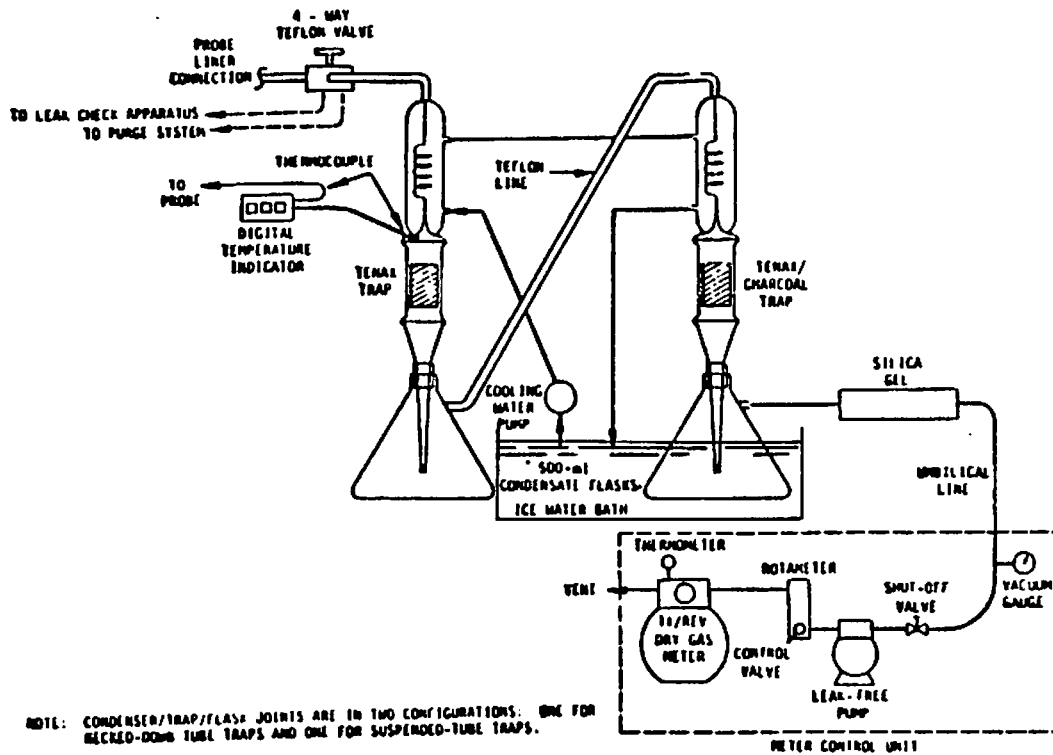 4 - WAY
TEFLON VALVE
PROBE
LINER
CONNECTION
TO LEAK CHECK APPARATUS
TO PURGE SYSTEM
THERMOCOUPLE
TO
PROBE
DIGITAL
TEMPERATURE
INDICATOR
TENAX
TRAP
TEFLON
LINE
TENAX/
CHARCOAL
TRAP
COOLING
WATER
PUMP
500-ml
CONDENSATE FLASKS
ICE WATER BATH
SILICA
GEL
UMBILICAL
LINE
THERMOMETER
VENT
1ℓ/REV
DRY GAS
METER
ROTAMETER
CONTROL
VALVE
SHUT-OFF
VALVE
VACUUM
GAUGE
LEAK-FREE
PUMP
METER CONTROL UNIT
NOTE: CONDENSER/TRAP/FLASK JOINTS ARE IN TWO CONFIGURATIONS: ONE FOR
NECKED-DOWN TUBE TRAPS AND ONE FOR SUSPENDED-TUBE TRAPS.